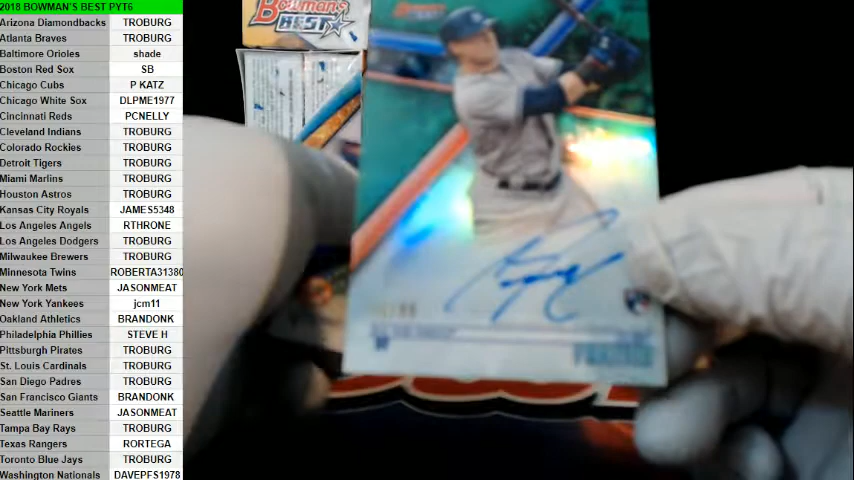 2018 BOWMAN'S BEST PYT6
Arizona Diamondbacks TROBURG
Atlanta Braves TROBURG
Baltimore Orioles shade
Boston Red Sox SB
Chicago Cubs P KATZ
Chicago White Sox DLPME1977
Cincinnati Reds PCNELLY
Cleveland Indians TROBURG
Colorado Rockies TROBURG
Detroit Tigers TROBURG
Miami Marlins TROBURG
Houston Astros TROBURG
Kansas City Royals JAMES5348
Los Angeles Angels RTHRONE
Los Angeles Dodgers TROBURG
Milwaukee Brewers TROBURG
Minnesota Twins ROBERTA31380
New York Mets JASONMEAT
New York Yankees jcm11
Oakland Athletics BRANDONK
Philadelphia Phillies STEVE H
Pittsburgh Pirates TROBURG
St. Louis Cardinals TROBURG
San Diego Padres TROBURG
San Francisco Giants BRANDONK
Seattle Mariners JASONMEAT
Tampa Bay Rays TROBURG
Texas Rangers RORTEGA
Toronto Blue Jays TROBURG
Washington Nationals DAVEPFS1978
Bowman's
BEST